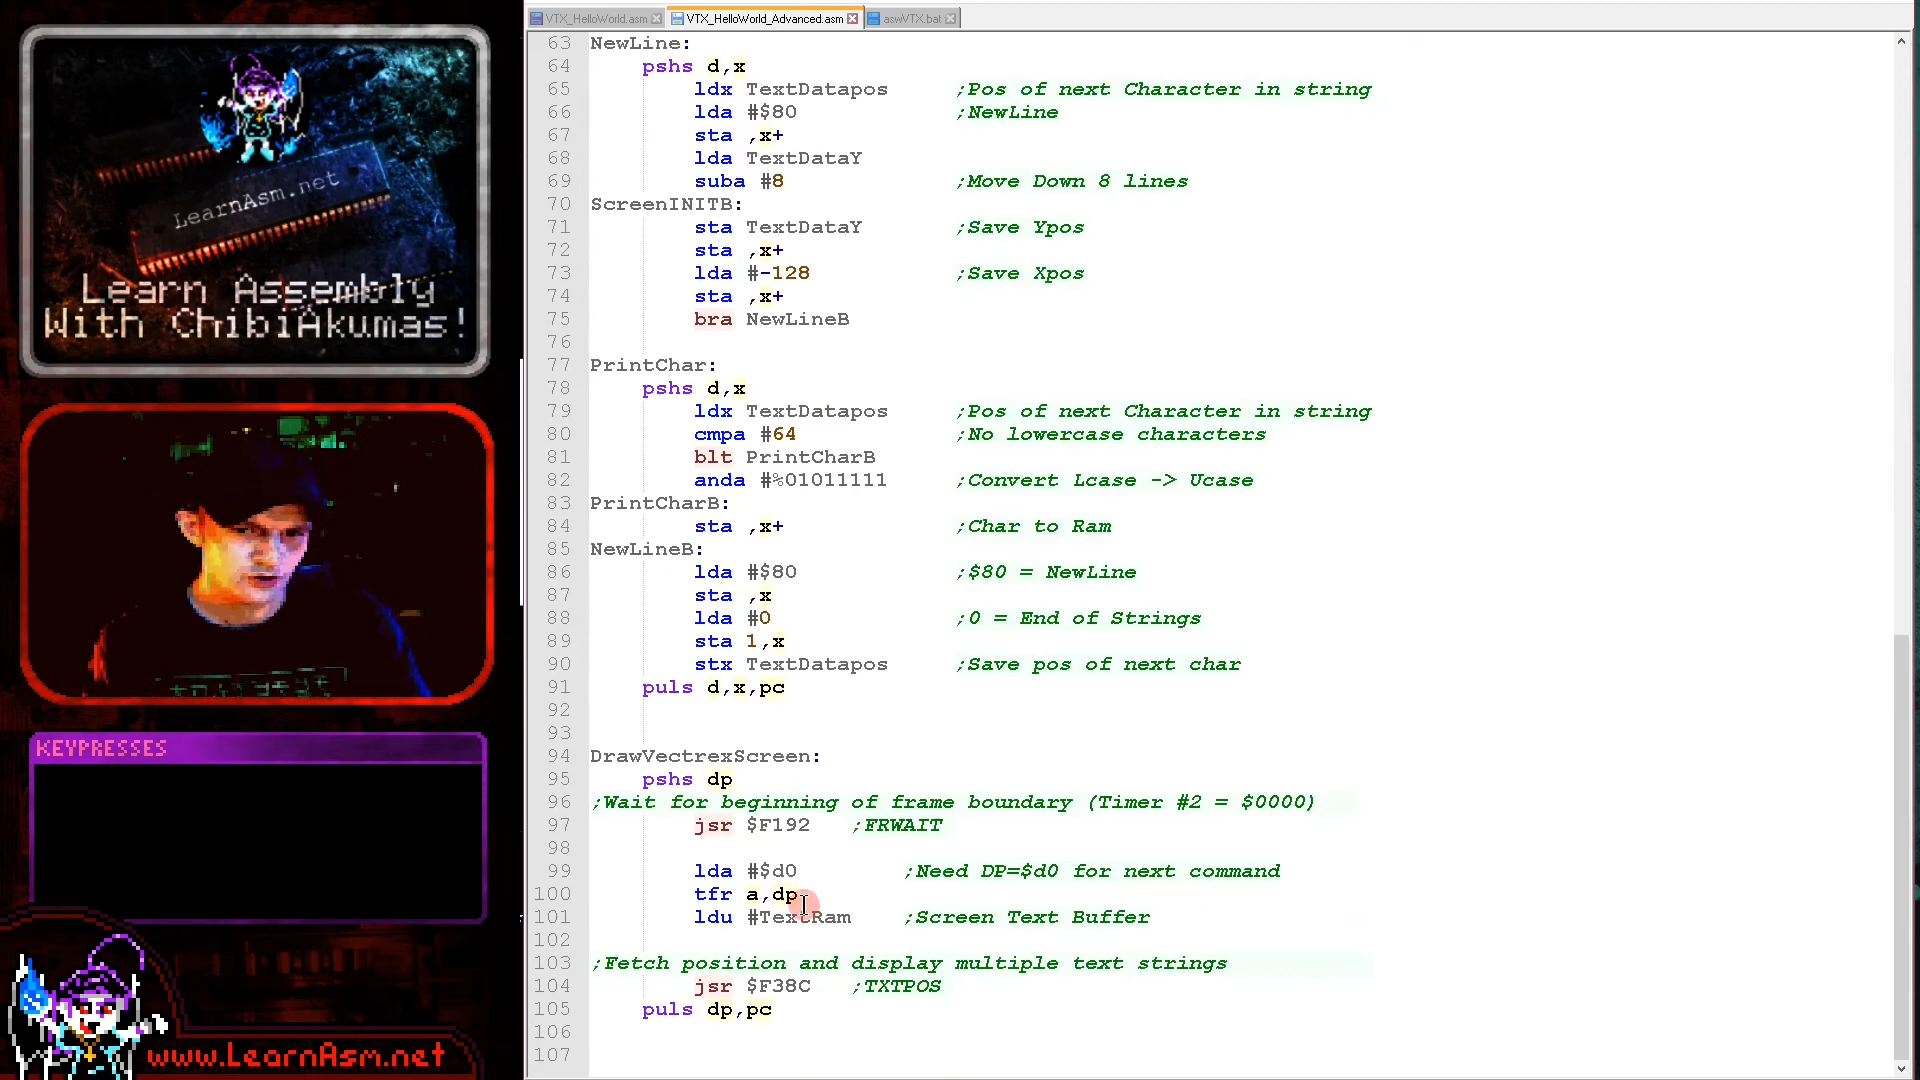 LearnAsm.net
Learn Assembly
With ChibiAkumas!
KEYPRESSES
www.LearnAsm.net
VTX_HelloWorld.asm
VTX_HelloWorld_Advanced.asm
aswVTX.bat
63 NewLine:
64 pshs d,x
65 ldx TextDatapos ;Pos of next Character in string
66 lda #$80 ;NewLine
67 sta ,x+
68 lda TextDataY
69 suba #8 ;Move Down 8 lines
70 ScreenINITB:
71 sta TextDataY ;Save Ypos
72 sta ,x+
73 lda #-128 ;Save Xpos
74 sta ,x+
75 bra NewLineB
76
77 PrintChar:
78 pshs d,x
79 ldx TextDatapos ;Pos of next Character in string
80 cmpa #64 ;No lowercase characters
81 blt PrintCharB
82 anda #%01011111 ;Convert Lcase -> Ucase
83 PrintCharB:
84 sta ,x+ ;Char to Ram
85 NewLineB:
86 lda #$80 ;$80 = NewLine
87 sta ,x
88 lda #0 ;0 = End of Strings
89 sta 1,x
90 stx TextDatapos ;Save pos of next char
91 puls d,x,pc
92
93
94 DrawVectrexScreen:
95 pshs dp
96 ;Wait for beginning of frame boundary (Timer #2 = $0000)
97 jsr $F192 ;FRWAIT
98
99 lda #$d0 ;Need DP=$d0 for next command
100 tfr a,dp
101 ldu #TextRam ;Screen Text Buffer
102
103 ;Fetch position and display multiple text strings
104 jsr $F38C ;TXTPOS
105 puls dp,pc
106
107